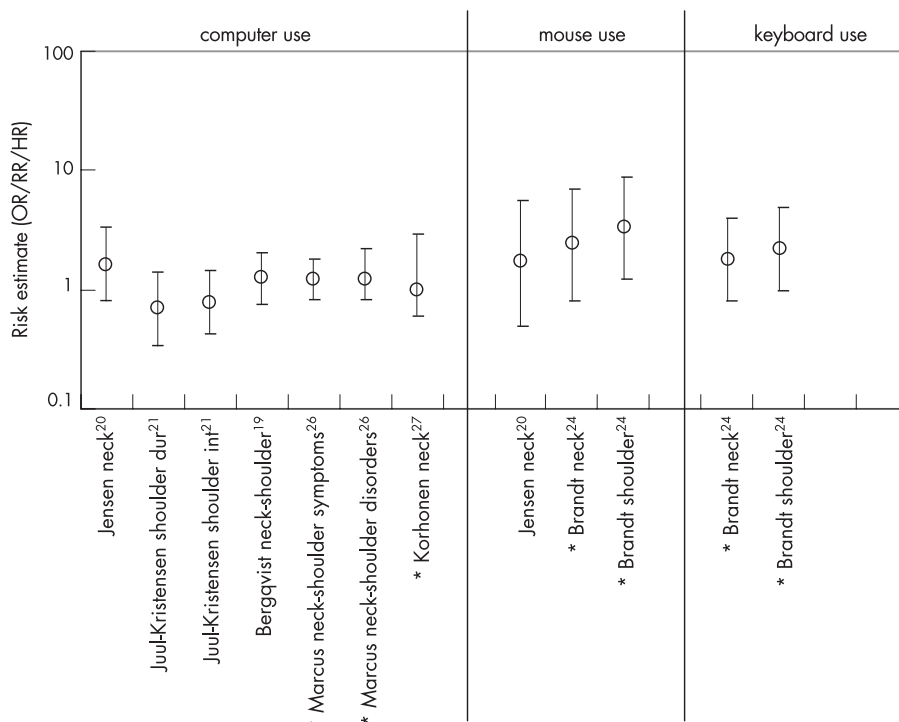 computer use
mouse use
keyboard use
Risk estimate (OR/RR/HR)
100
10
1
0.1
Jensen neck20
Juul-Kristensen shoulder dur21
Juul-Kristensen shoulder int21
Bergqvist neck-shoulder19
Marcus neck-shoulder symptoms26
* Marcus neck-shoulder disorders26
* Korhonen neck27
Jensen neck20
* Brandt neck24
* Brandt shoulder24
* Brandt neck24
* Brandt shoulder24